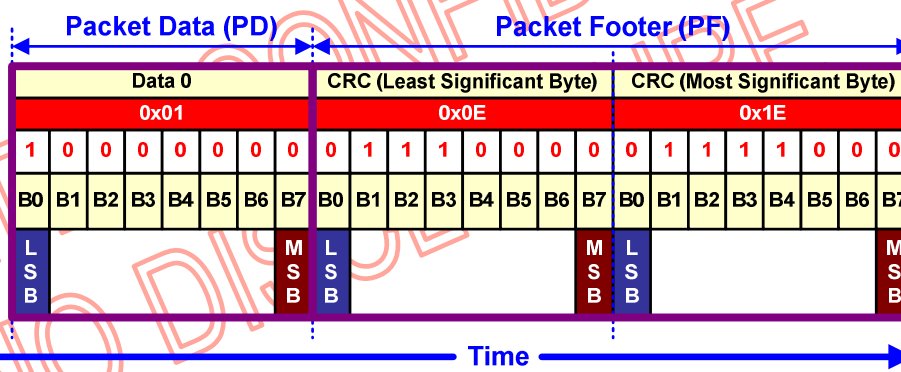 Packet Data (PD) Packet Footer (PF)
Data 0 CRC (Least Significant Byte) CRC (Most Significant Byte)
0x01 0x0E 0x1E
1 0 0 0 0 0 0 0 0 1 1 1 0 0 0 0 0 1 1 1 1 0 0 0
B0 B1 B2 B3 B4 B5 B6 B7 B0 B1 B2 B3 B4 B5 B6 B7 B0 B1 B2 B3 B4 B5 B6 B7
LSB MSB LSB MSB LSB MSB
Time